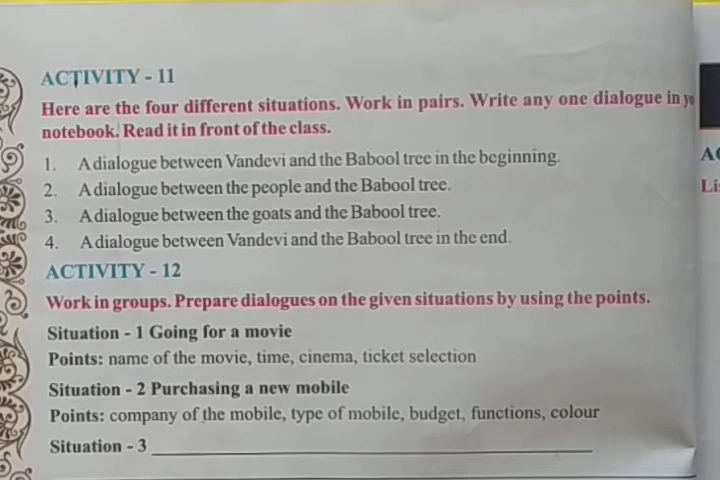 ACTIVITY - 11
Here are the four different situations. Work in pairs. Write any one dialogue in
notebook. Read it in front of the class.
1. A dialogue between Vandevi and the Babool tree in the beginning.
2. A dialogue between the people and the Babool tree.
3. A dialogue between the goats and the Babool tree.
4. A dialogue between Vandevi and the Babool tree in the end.
ACTIVITY - 12
Work in groups. Prepare dialogues on the given situations by using the points.
Situation - 1 Going for a movie
Points: name of the movie, time, cinema, ticket selection
Situation - 2 Purchasing a new mobile
Points: company of the mobile, type of mobile, budget, functions, colour
Situation - 3